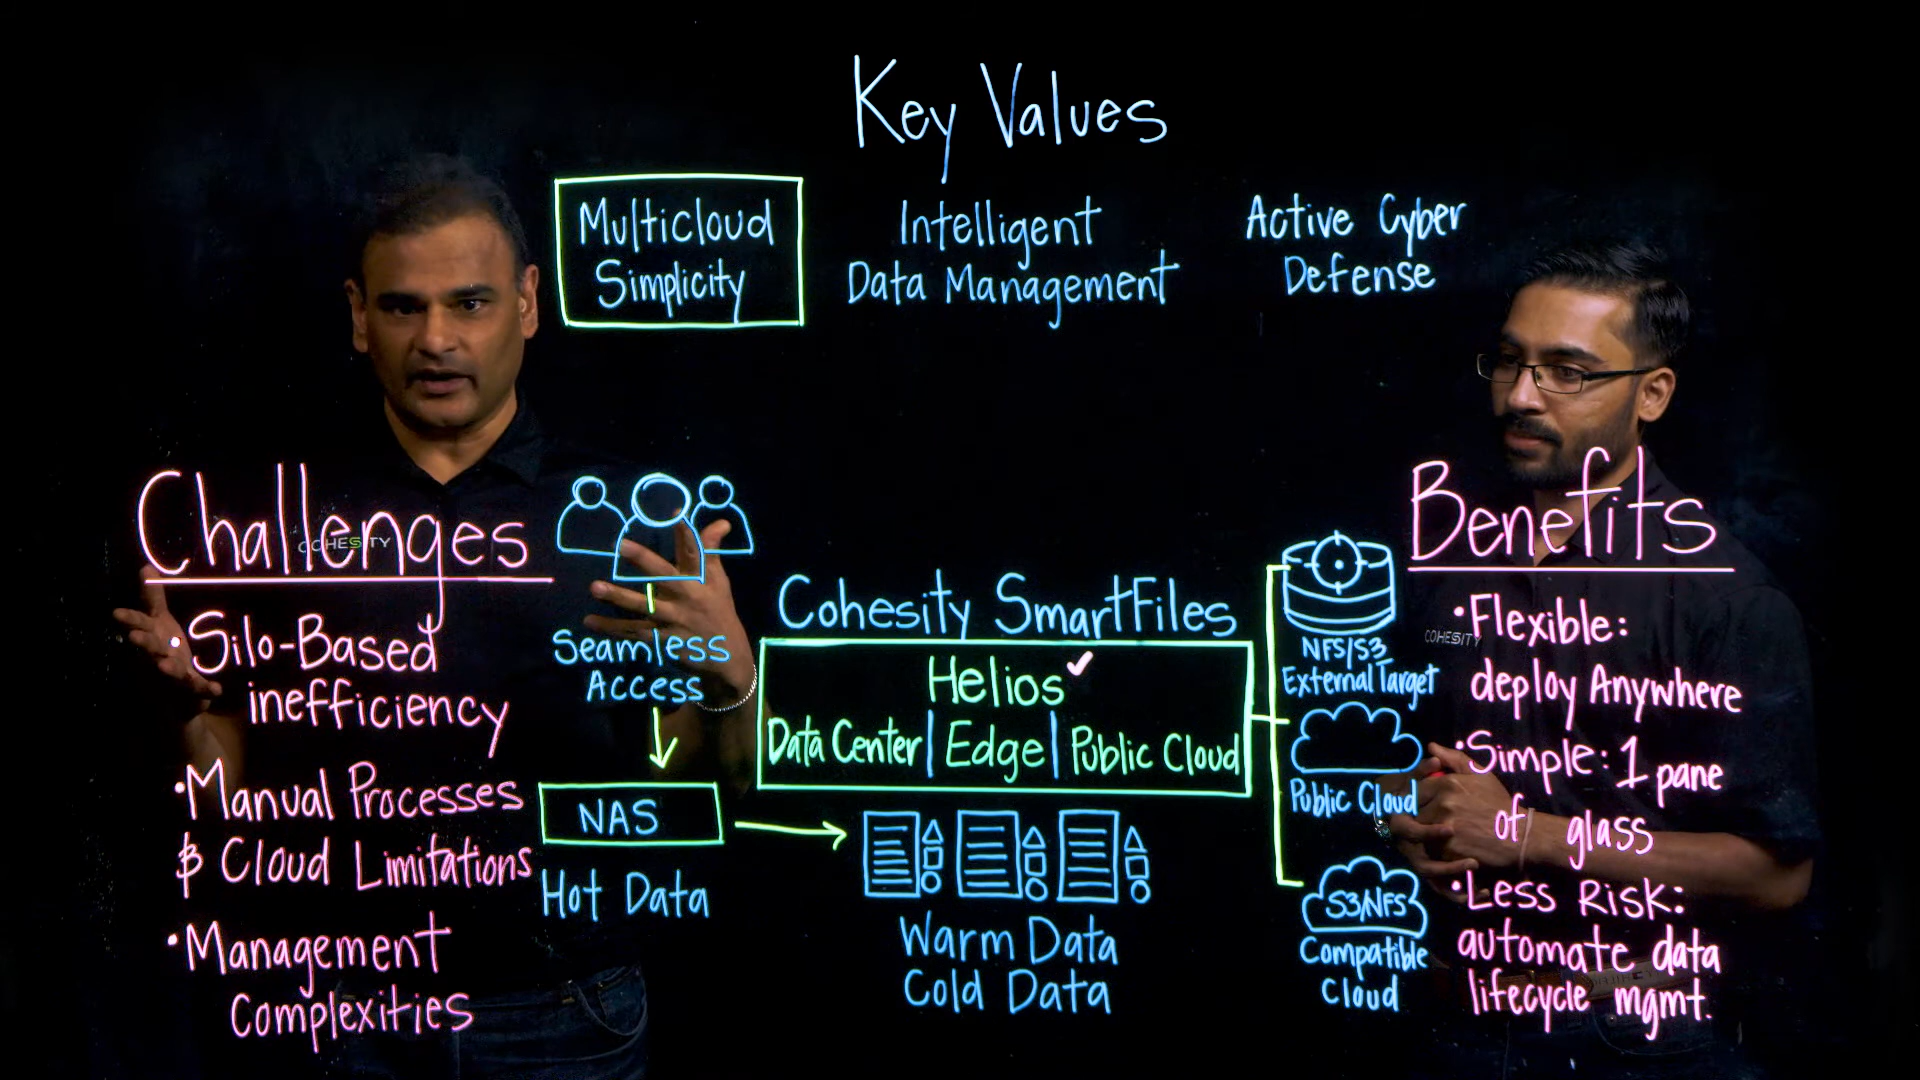 Key Values
Multicloud
Simplicity
Intelligent
Data Management
Active Cyber
Defense
Challenges
COHESITY
• Silo-Based
inefficiency
• Manual Processes
& Cloud Limitations
• Management
Complexities
Seamless
Access
NAS
Hot Data
Cohesity SmartFiles
Helios ✓
Data Center | Edge | Public Cloud
Warm Data
Cold Data
NFS/S3
External Target
Public Cloud
S3/NFS
Compatible
Cloud
Benefits
COHESITY
• Flexible:
deploy Anywhere
• Simple: 1 pane
of glass
• Less Risk:
automate data
lifecycle mgmt.